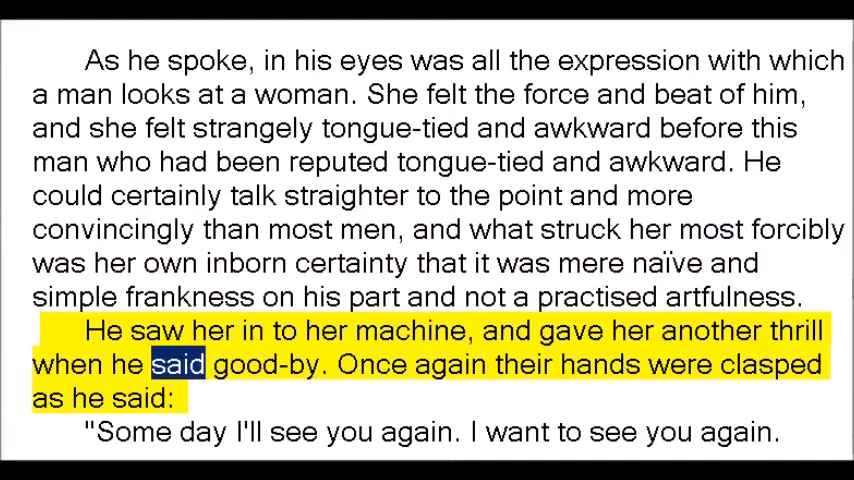 As he spoke, in his eyes was all the expression with which
a man looks at a woman. She felt the force and beat of him,
and she felt strangely tongue-tied and awkward before this
man who had been reputed tongue-tied and awkward. He
could certainly talk straighter to the point and more
convincingly than most men, and what struck her most forcibly
was her own inborn certainty that it was mere naïve and
simple frankness on his part and not a practised artfulness.
He saw her in to her machine, and gave her another thrill
when he said good-by. Once again their hands were clasped
as he said:
"Some day I'll see you again. I want to see you again.